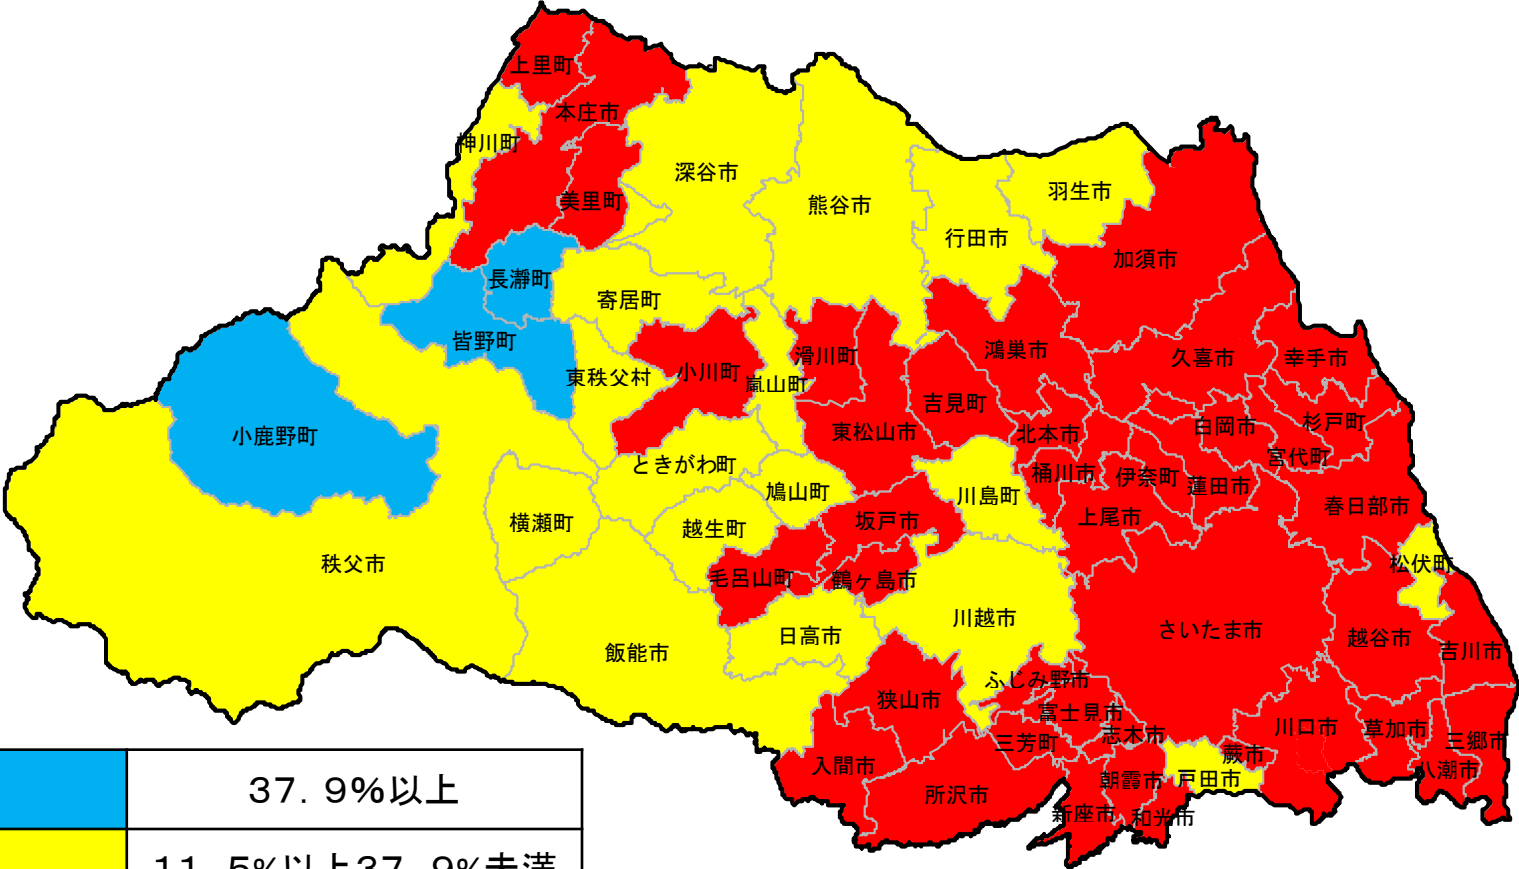 上里町
本庄市
神川町
深谷市
美里町
熊谷市
羽生市
行田市
加須市
長瀞町
寄居町
皆野町
滑川町
鴻巣市
久喜市
幸手市
東秩父村
小川町
嵐山町
吉見町
小鹿野町
東松山市
北本市
白岡市
杉戸町
宮代町
ときがわ町
桶川市
伊奈町
蓮田市
鳩山町
川島町
春日部市
横瀬町
越生町
坂戸市
上尾市
秩父市
毛呂山町
鶴ヶ島市
松伏町
川越市
さいたま市
日高市
越谷市
飯能市
吉川市
ふじみ野市
狭山市
富士見市
川口市
草加市
三芳町
志木市
三郷市
蕨市
入間市
朝霞市
戸田市
八潮市
所沢市
新座市
和光市
37.9%以上
11.5%以上37.9%未満